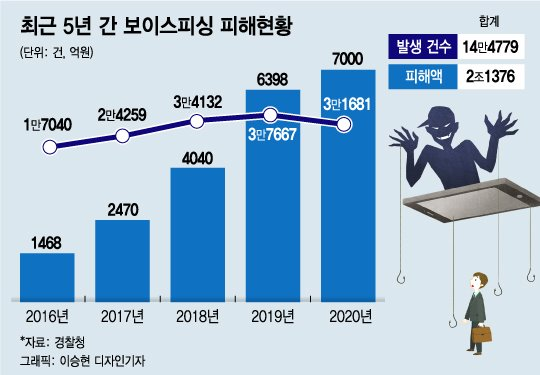 최근 5년 간 보이스피싱 피해현황
(단위: 건, 억원)
합계
발생 건수 14만4779
피해액 2조1376
1만7040
2만4259
3만4132
3만7667
3만1681
1468
2470
4040
6398
7000
2016년 2017년 2018년 2019년 2020년
*자료: 경찰청
그래픽: 이승현 디자인기자